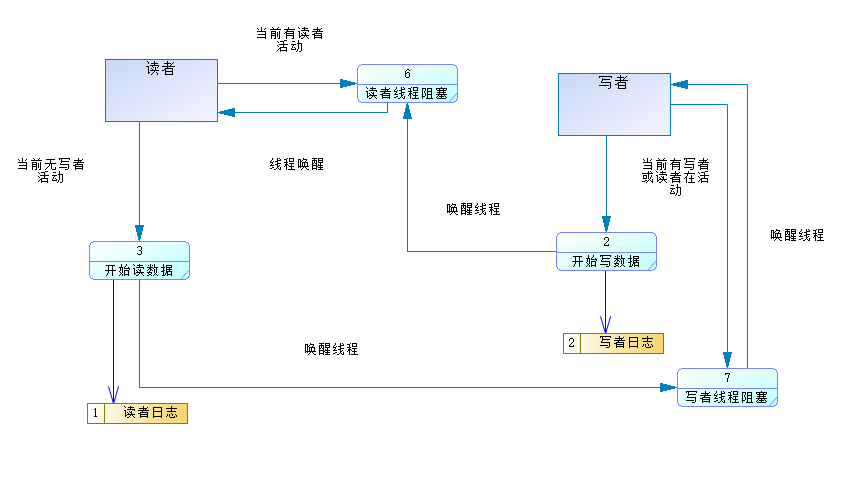 当前有读者
活动
读者
6
读者线程阻塞
写者
当前无写者
活动
线程唤醒
当前有写者
或读者在活
动
唤醒线程
唤醒线程
3
开始读数据
2
开始写数据
2 写者日志
唤醒线程
7
写者线程阻塞
1 读者日志